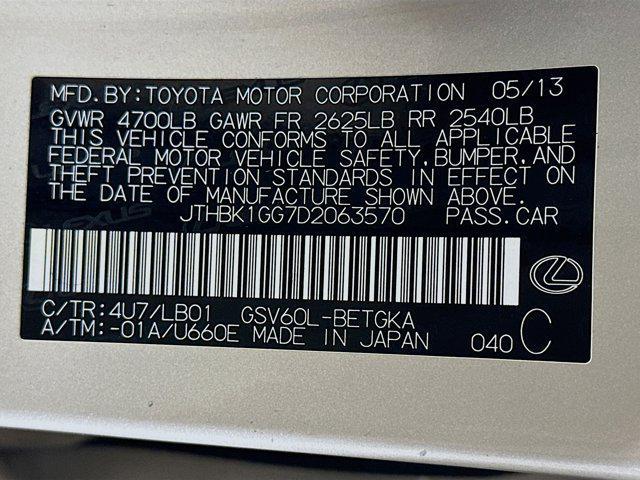 MFD. BY: TOYOTA MOTOR CORPORATION 05/13
GVWR 4700LB GAWR FR 2625LB RR 2540LB
THIS VEHICLE CONFORMS TO ALL APPLICABLE
FEDERAL MOTOR VEHICLE SAFETY, BUMPER, AND
THEFT PREVENTION STANDARDS IN EFFECT ON
THE DATE OF MANUFACTURE SHOWN ABOVE.
JTHBK1GG7D2063570 PASS. CAR
C/TR: 4U7/LB01 GSV60L-BETGKA
A/TM: -01A/U660E MADE IN JAPAN 040 C